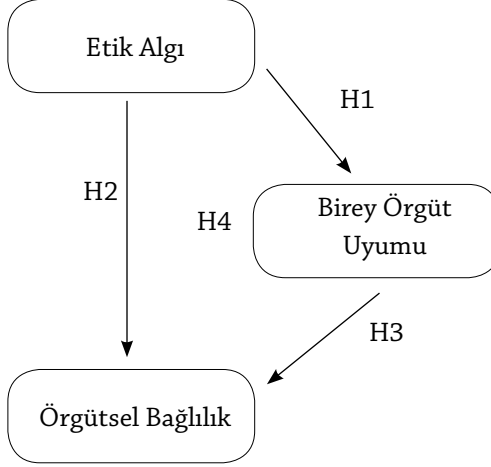 Etik Algı
H1
H2
H4
Birey Örgüt
Uyumu
H3
Örgütsel Bağlılık